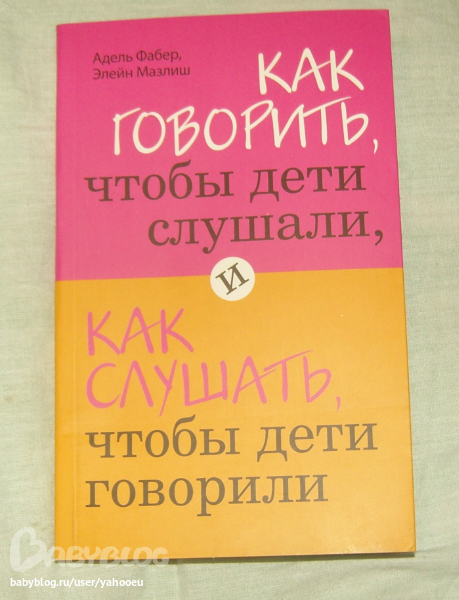 Адель Фабер,
Элейн Мазлиш
КАК
ГОВОРИТЬ,
чтобы дети
слушали,
и
КАК
СЛУШАТЬ,
чтобы дети
говорили
BABYBLOG
babyblog.ru/user/yahooeu